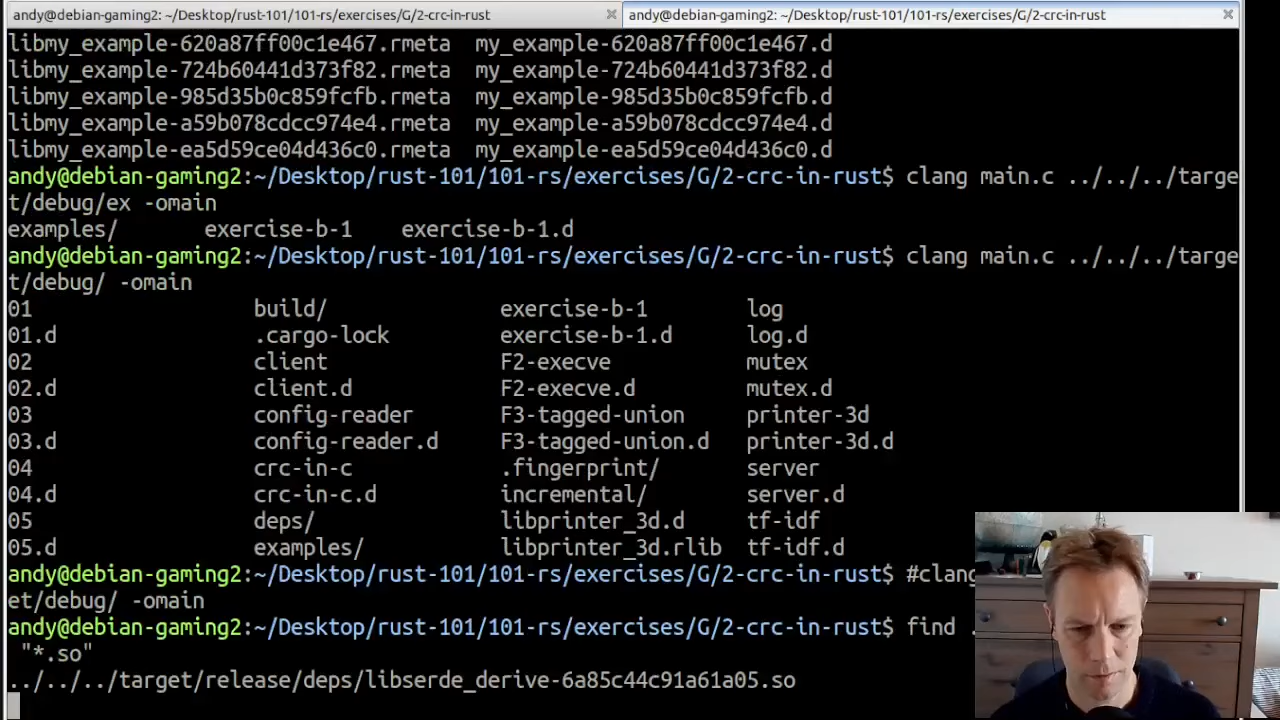 andy@debian-gaming2: ~/Desktop/rust-101/101-rs/exercises/G/2-crc-in-rust × andy@debian-gaming2: ~/Desktop/rust-101/101-rs/exercises/G/2-crc-in-rust ×
libmy_example-620a87ff00c1e467.rmeta my_example-620a87ff00c1e467.d
libmy_example-724b60441d373f82.rmeta my_example-724b60441d373f82.d
libmy_example-985d35b0c859fcfb.rmeta my_example-985d35b0c859fcfb.d
libmy_example-a59b078cdcc974e4.rmeta my_example-a59b078cdcc974e4.d
libmy_example-ea5d59ce04d436c0.rmeta my_example-ea5d59ce04d436c0.d
andy@debian-gaming2:~/Desktop/rust-101/101-rs/exercises/G/2-crc-in-rust$ clang main.c ../../../targe
t/debug/ex -omain
examples/ exercise-b-1 exercise-b-1.d
andy@debian-gaming2:~/Desktop/rust-101/101-rs/exercises/G/2-crc-in-rust$ clang main.c ../../../targe
t/debug/ -omain
01 build/ exercise-b-1 log
01.d .cargo-lock exercise-b-1.d log.d
02 client F2-execve mutex
02.d client.d F2-execve.d mutex.d
03 config-reader F3-tagged-union printer-3d
03.d config-reader.d F3-tagged-union.d printer-3d.d
04 crc-in-c .fingerprint/ server
04.d crc-in-c.d incremental/ server.d
05 deps/ libprinter_3d.d tf-idf
05.d examples/ libprinter_3d.rlib tf-idf.d
andy@debian-gaming2:~/Desktop/rust-101/101-rs/exercises/G/2-crc-in-rust$ #clang
et/debug/ -omain
andy@debian-gaming2:~/Desktop/rust-101/101-rs/exercises/G/2-crc-in-rust$ find .
"*.so"
../../../target/release/deps/libserde_derive-6a85c44c91a61a05.so